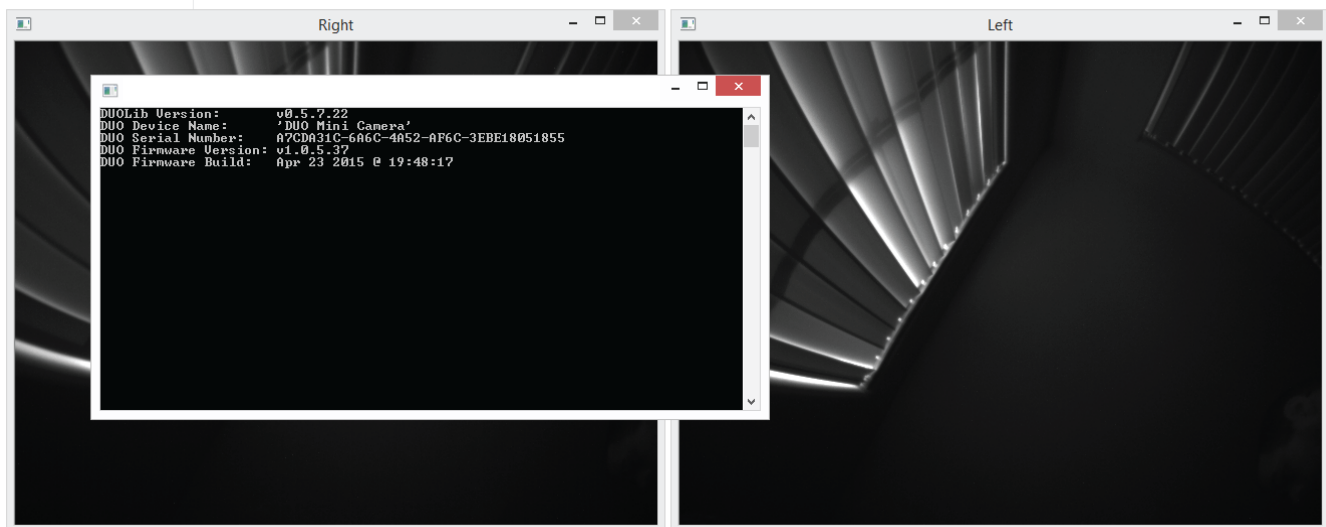 Right
Left
DUOLib Version: v0.5.7.22
DUO Device Name: 'DUO Mini Camera'
DUO Serial Number: A7CDA31C-6A6C-4A52-AF6C-3EBE18051855
DUO Firmware Version: v1.0.5.37
DUO Firmware Build: Apr 23 2015 @ 19:48:17